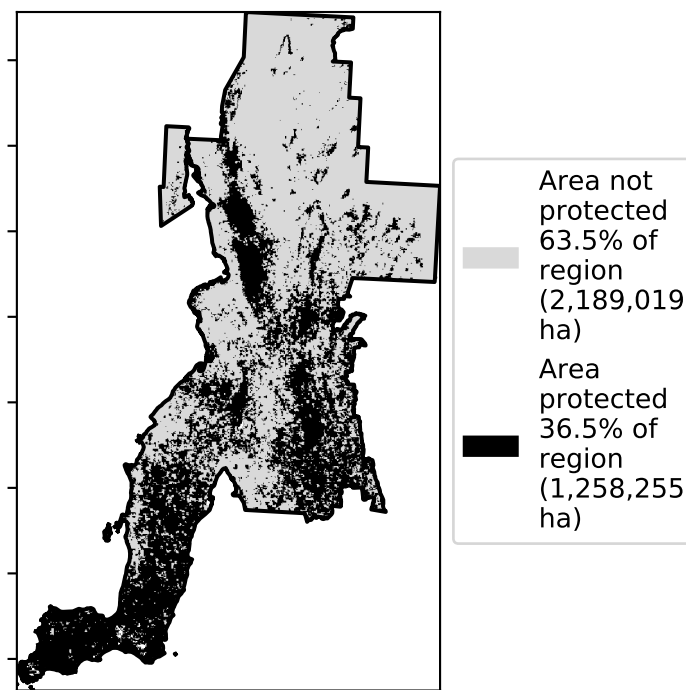 Area not
protected
63.5% of
region
(2,189,019
ha)
Area
protected
36.5% of
region
(1,258,255
ha)